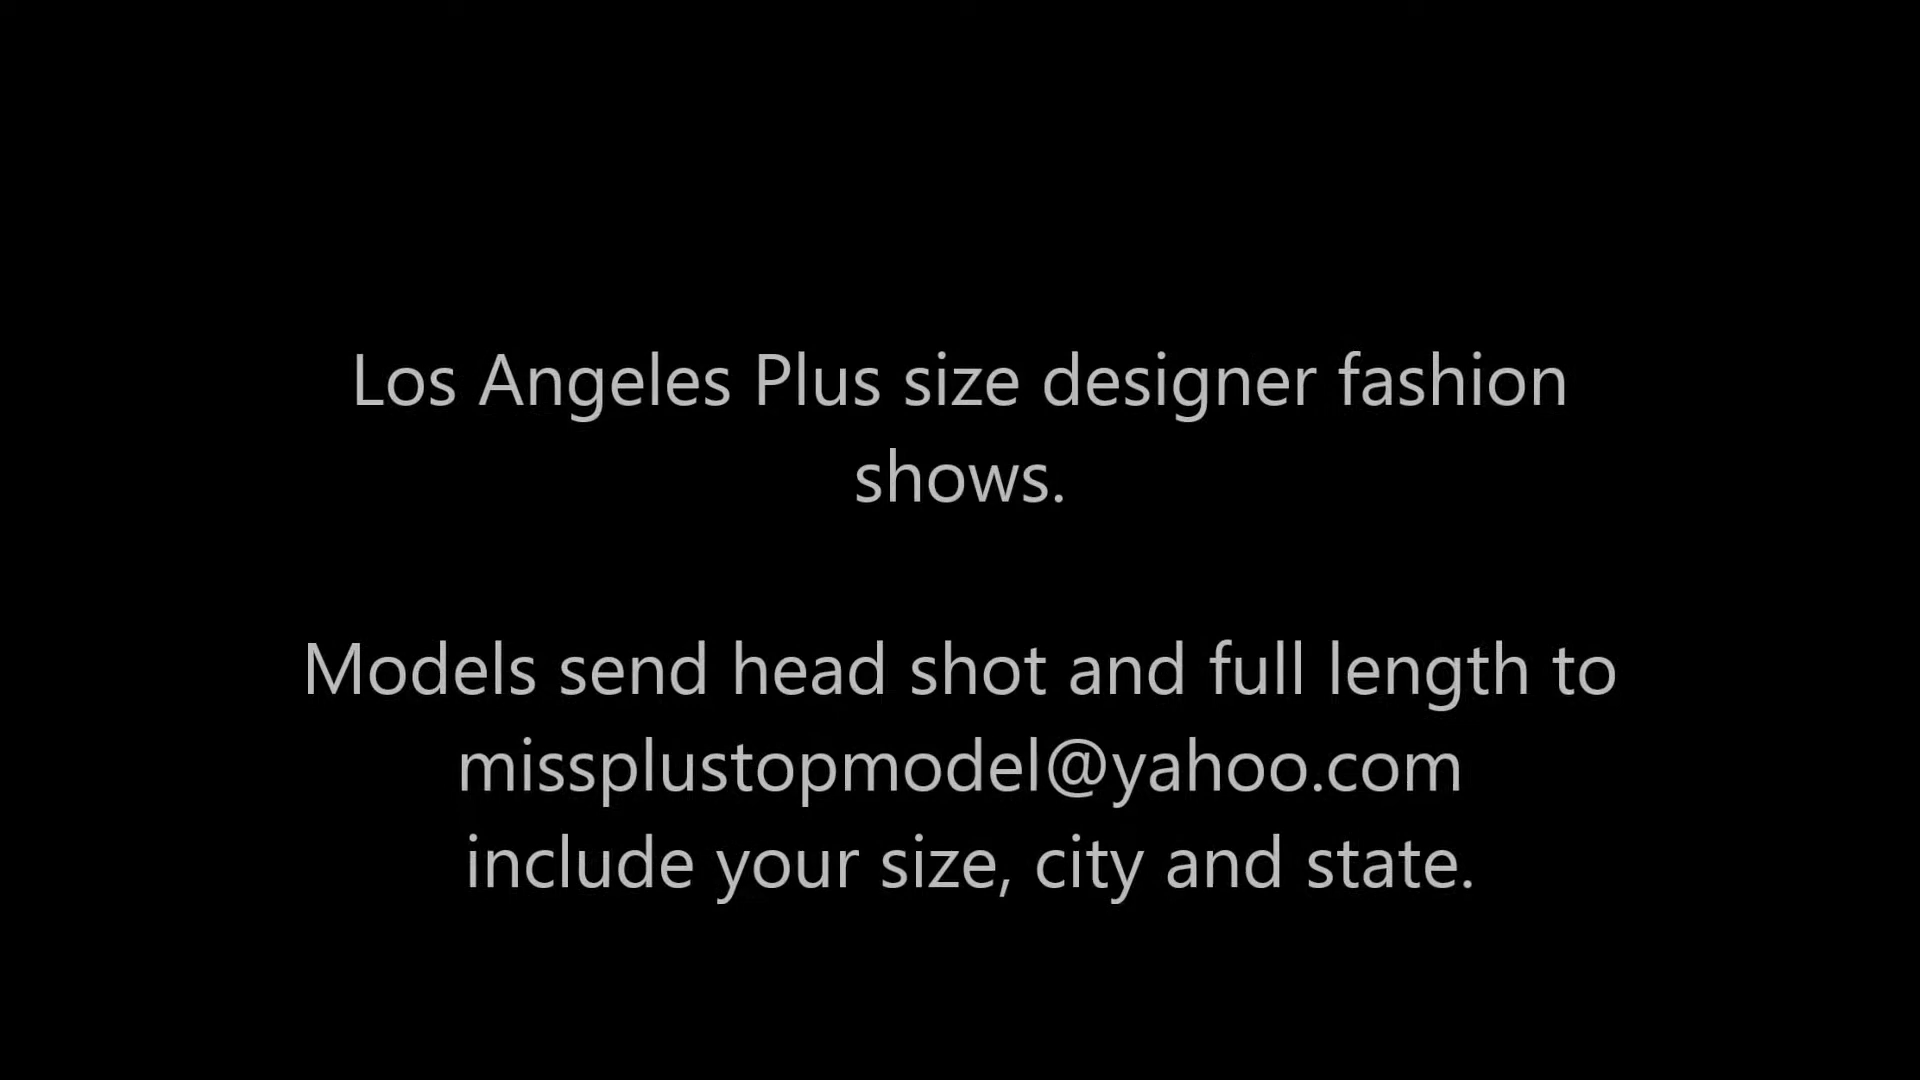 Los Angeles Plus size designer fashion
shows.
Models send head shot and full length to
missplustopmodel@yahoo.com
include your size, city and state.